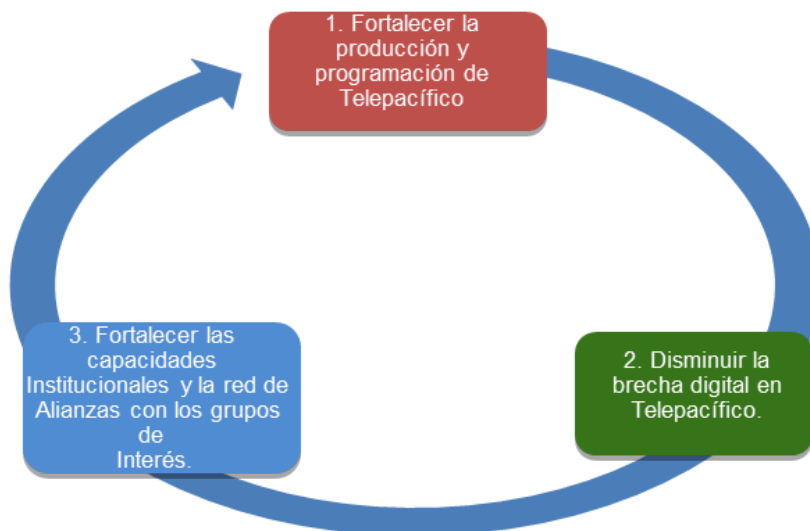 1. Fortalecer la
producción y
programación de
Telepacífico
2. Disminuir la
brecha digital en
Telepacífico.
3. Fortalecer las
capacidades
Institucionales y la red de
Alianzas con los grupos
de
Interés.